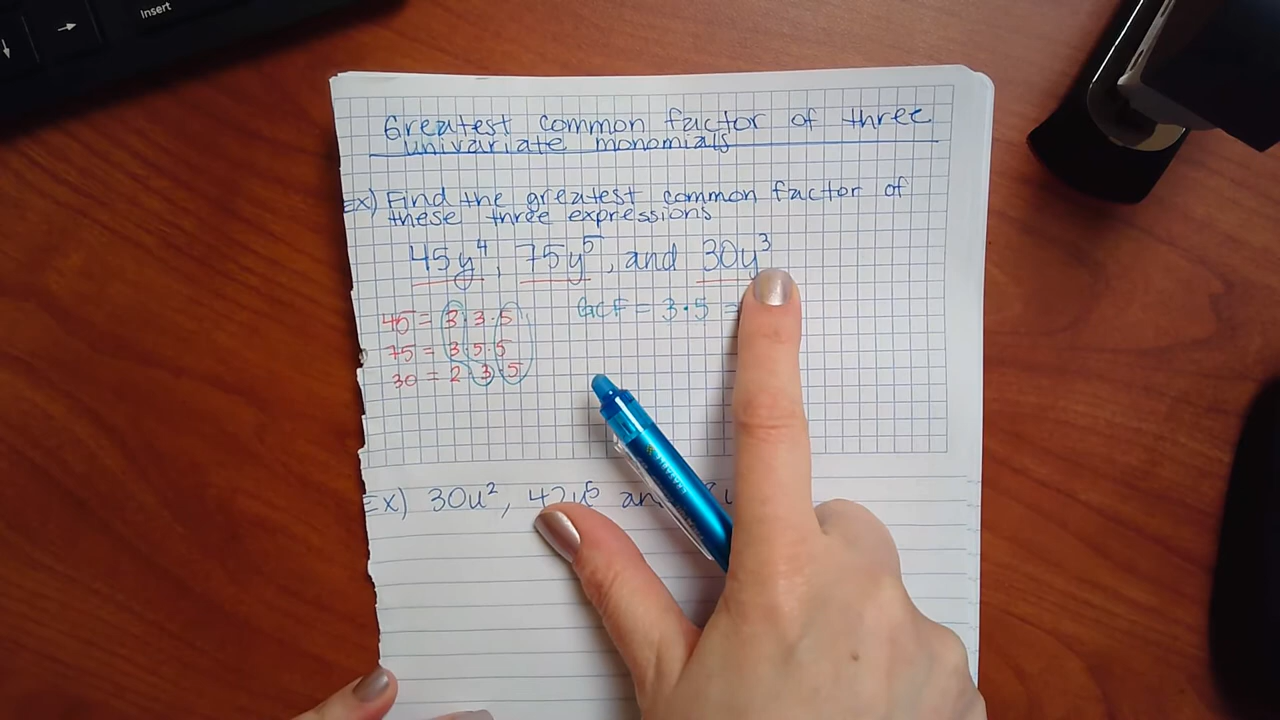 Insert
Greatest common factor of three
univariate monomials
Ex) Find the greatest common factor of
these three expressions
45y⁴, 75y⁵, and 30y³
45 = 3·3·5
GCF = 3·5 =
75 = 3·5·5
30 = 2·3·5
Ex) 30u², 42u⁵ an